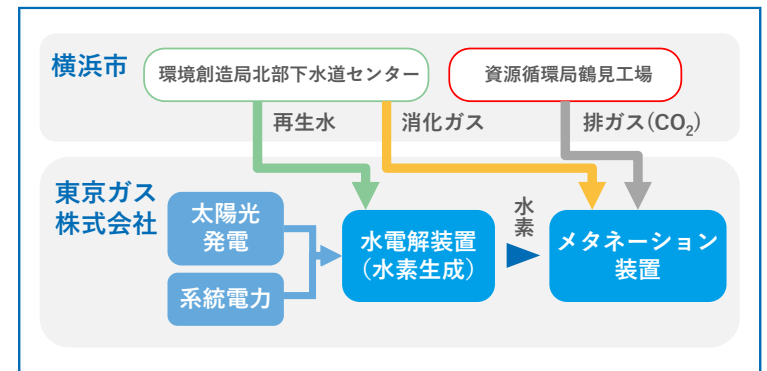 横浜市
環境創造局北部下水道センター
資源循環局鶴見工場
再生水
消化ガス
排ガス(CO₂)
東京ガス
株式会社
太陽光
発電
系統電力
水電解装置
（水素生成）
水素
メタネーション
装置